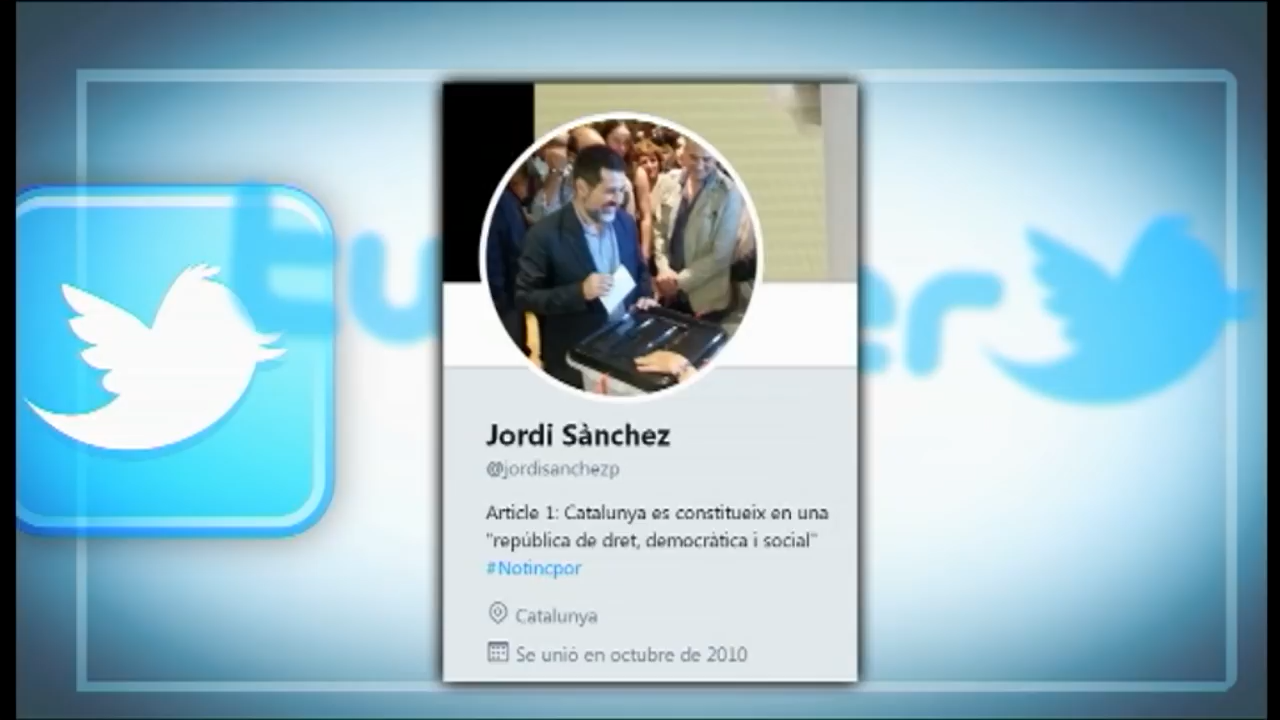 Jordi Sànchez
@jordisanchezp
Article 1: Catalunya es constitueix en una
"república de dret, democràtica i social"
#Notincpor
Catalunya
Se unió en octubre de 2010